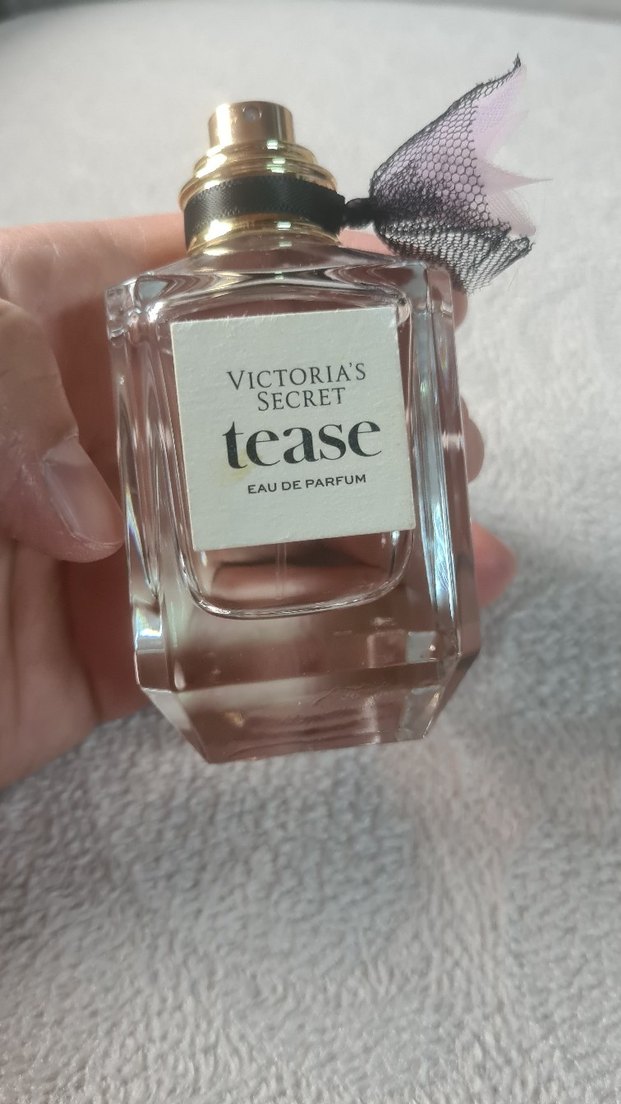 VICTORIA'S
SECRET
tease
EAU DE PARFUM